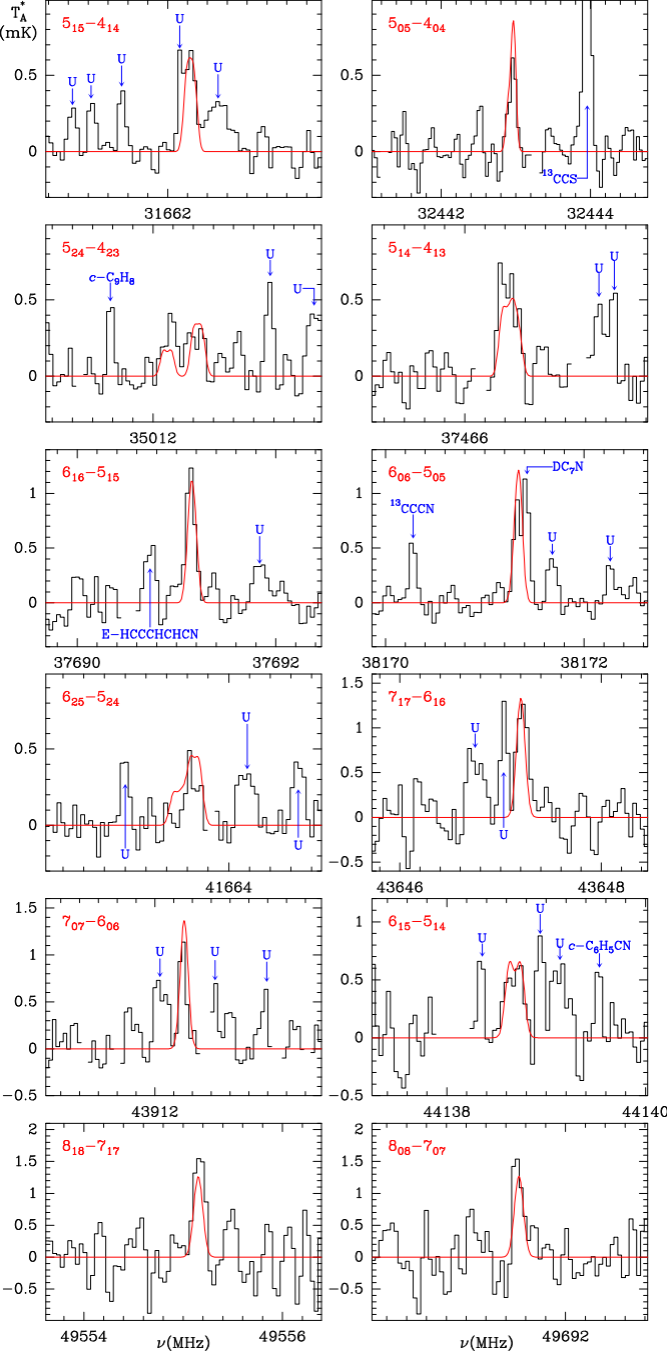 T*A
(mK)
5₁₅−4₁₄
U
U
U
U
U
0.5
0
31662
5₀₅−4₀₄
¹³CCS
32442
32444
5₂₄−4₂₃
c−C₉H₈
U
U
0.5
0
35012
5₁₄−4₁₃
U
U
37466
6₁₆−5₁₅
U
E−HCCCHCHCN
1
0.5
0
37690
37692
6₀₆−5₀₅
DC₇N
¹³CCCN
U
U
38170
38172
6₂₅−5₂₄
U
U
U
0.5
0
41664
7₁₇−6₁₆
U
U
1.5
1
0.5
0
−0.5
43646
43648
7₀₇−6₀₆
U
U
U
1.5
1
0.5
0
−0.5
43912
6₁₅−5₁₄
U
U
U
c−C₆H₅CN
1
0.5
0
−0.5
44138
44140
8₁₈−7₁₇
2
1.5
1
0.5
0
−0.5
49554
49556
ν(MHz)
8₀₈−7₀₇
2
1.5
1
0.5
0
−0.5
49692
ν(MHz)